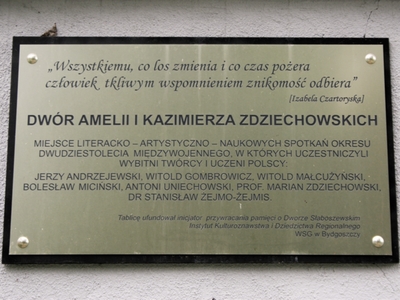 „Wszystkiemu, co los zmienia i co czas pożera
człowiek tkliwym wspomnieniem znikomość odbiera”
[Izabela Czartoryska]
DWÓR AMELII I KAZIMIERZA ZDZIECHOWSKICH
MIEJSCE LITERACKO – ARTYSTYCZNO – NAUKOWYCH SPOTKAŃ OKRESU
DWUDZIESTOLECIA MIĘDZYWOJENNEGO, W KTÓRYCH UCZESTNICZYLI
WYBITNI TWÓRCY I UCZENI POLSCY:
JERZY ANDRZEJEWSKI, WITOLD GOMBROWICZ, WITOLD MAŁCUŻYŃSKI,
BOLESŁAW MICIŃSKI, ANTONI UNIECHOWSKI, PROF. MARIAN ZDZIECHOWSKI,
DR STANISŁAW ŻEJMO-ŻEJMIS.
Tablicę ufundował inicjator przywracania pamięci o Dworze Słaboszewskim
Instytut Kulturoznawstwa i Dziedzictwa Regionalnego
WSG w Bydgoszczy